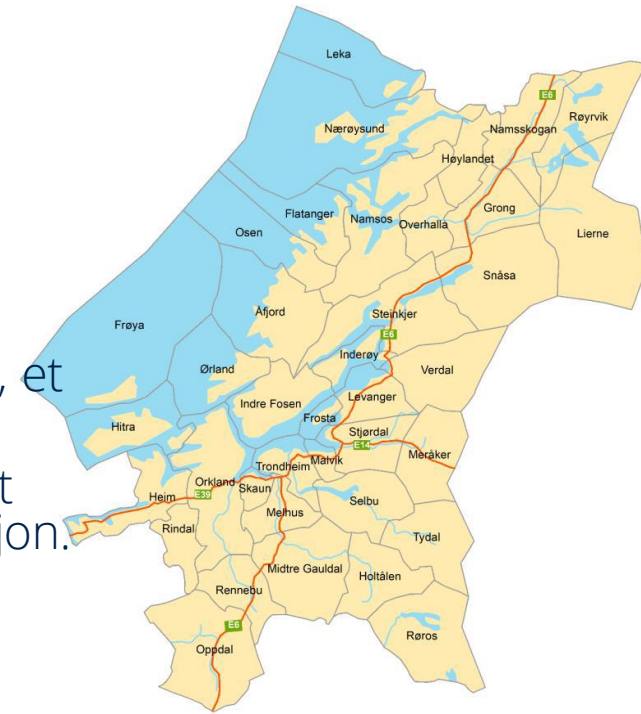 Leka
E6
Røyrvik
Nærøysund
Namsskogan
Høylandet
Grong
Flatanger
Namsos
Overhalla
Osen
Lierne
Snåsa
Åfjord
Steinkjer
Frøya
E6
Inderøy
Ørland
Verdal
, et
Levanger
Indre Fosen
Frosta
Hitra
Stjørdal
E14
Meråker
Malvik
Trondheim
t
Orkland
Skaun
Heim
E39
Selbu
Melhus
Rindal
jon.
Tydal
Midtre Gauldal
Holtålen
Rennebu
E6
Røros
Oppdal